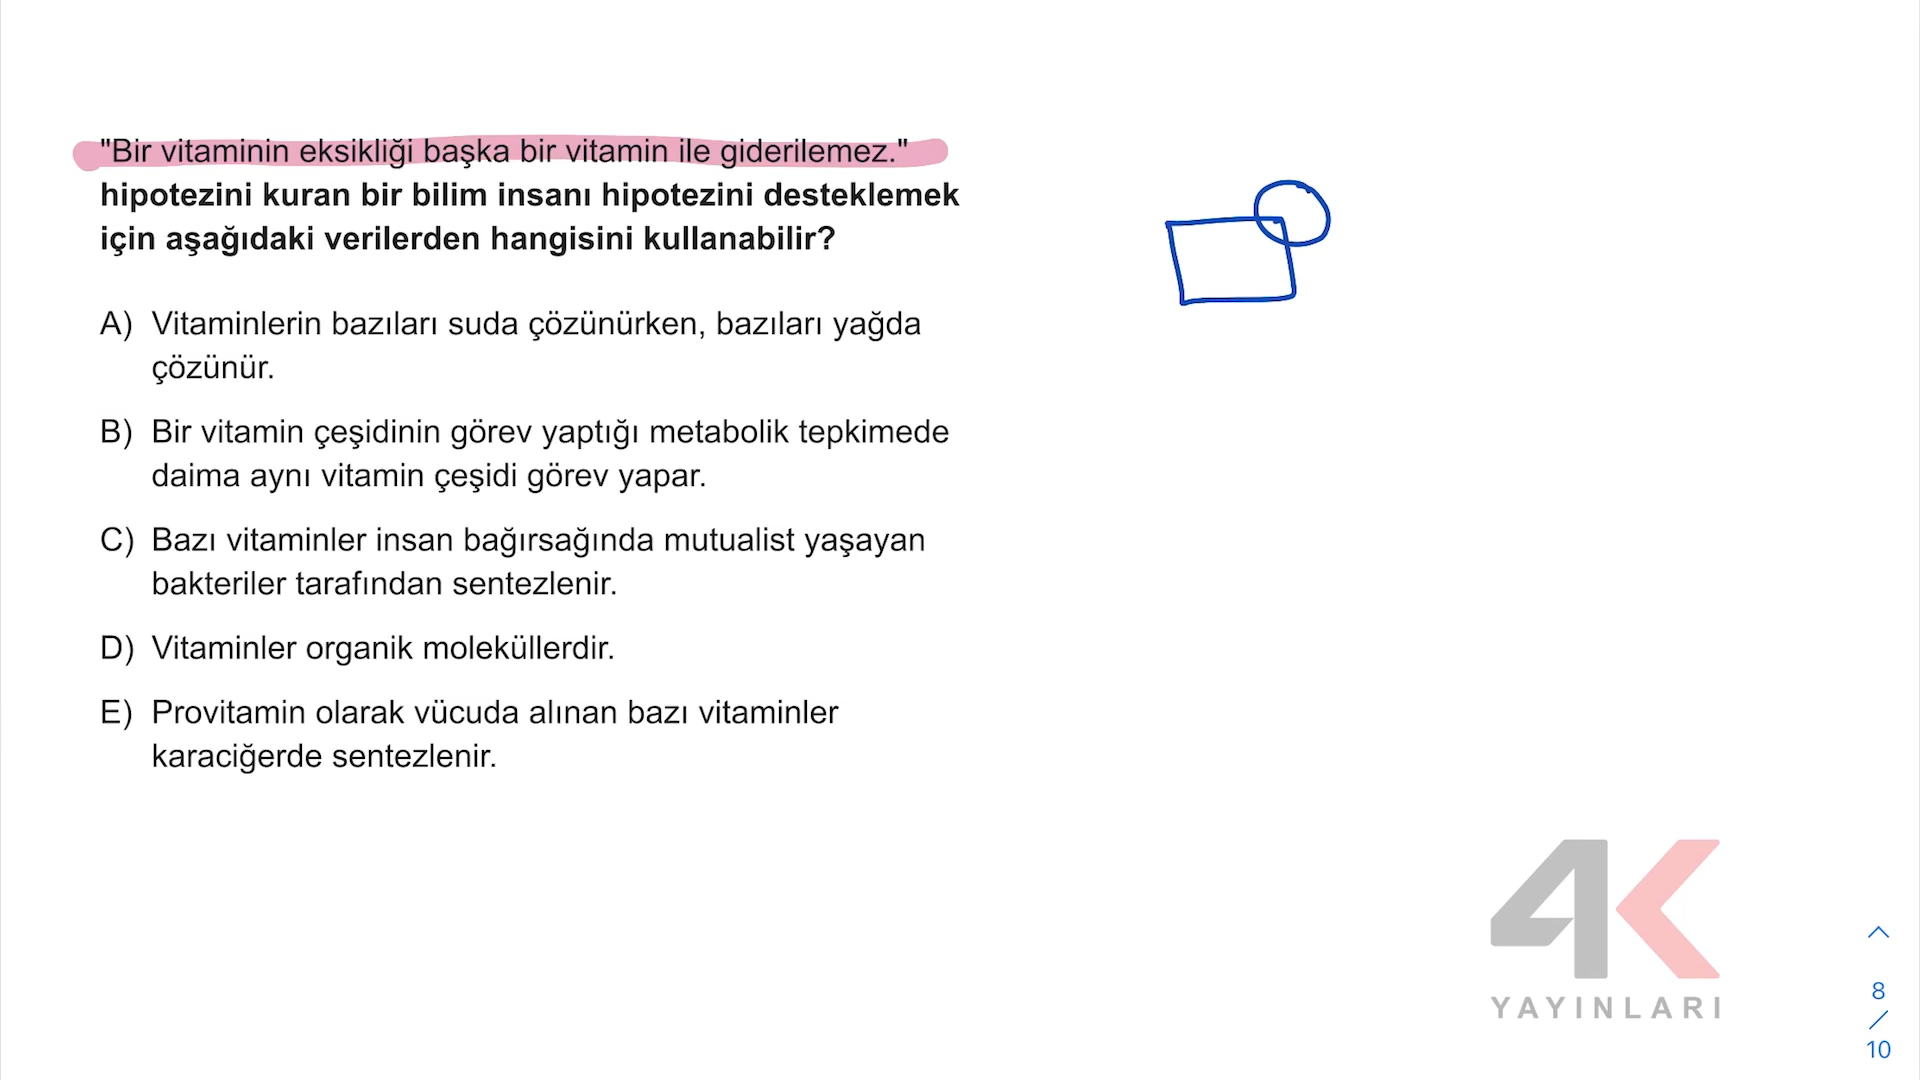 "Bir vitaminin eksikliği başka bir vitamin ile giderilemez."
hipotezini kuran bir bilim insanı hipotezini desteklemek
için aşağıdaki verilerden hangisini kullanabilir?
A) Vitaminlerin bazıları suda çözünürken, bazıları yağda
çözünür.
B) Bir vitamin çeşidinin görev yaptığı metabolik tepkimede
daima aynı vitamin çeşidi görev yapar.
C) Bazı vitaminler insan bağırsağında mutualist yaşayan
bakteriler tarafından sentezlenir.
D) Vitaminler organik moleküllerdir.
E) Provitamin olarak vücuda alınan bazı vitaminler
karaciğerde sentezlenir.
4K
YAYINLARI
8
/
10